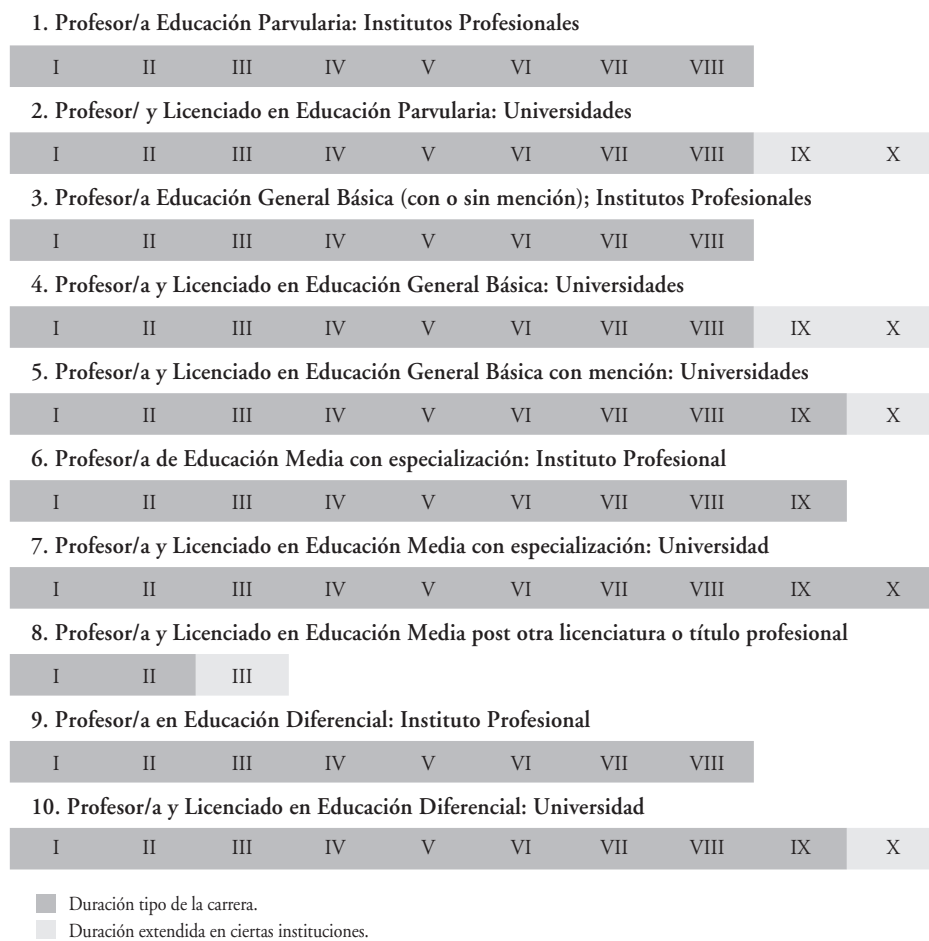 1. Profesor/a Educación Parvularia: Institutos Profesionales
I II III IV V VI VII VIII
2. Profesor/ y Licenciado en Educación Parvularia: Universidades
I II III IV V VI VII VIII IX X
3. Profesor/a Educación General Básica (con o sin mención); Institutos Profesionales
I II III IV V VI VII VIII
4. Profesor/a y Licenciado en Educación General Básica: Universidades
I II III IV V VI VII VIII IX X
5. Profesor/a y Licenciado en Educación General Básica con mención: Universidades
I II III IV V VI VII VIII IX X
6. Profesor/a de Educación Media con especialización: Instituto Profesional
I II III IV V VI VII VIII IX
7. Profesor/a y Licenciado en Educación Media con especialización: Universidad
I II III IV V VI VII VIII IX X
8. Profesor/a y Licenciado en Educación Media post otra licenciatura o título profesional
I II III
9. Profesor/a en Educación Diferencial: Instituto Profesional
I II III IV V VI VII VIII
10. Profesor/a y Licenciado en Educación Diferencial: Universidad
I II III IV V VI VII VIII IX X
Duración tipo de la carrera.
Duración extendida en ciertas instituciones.